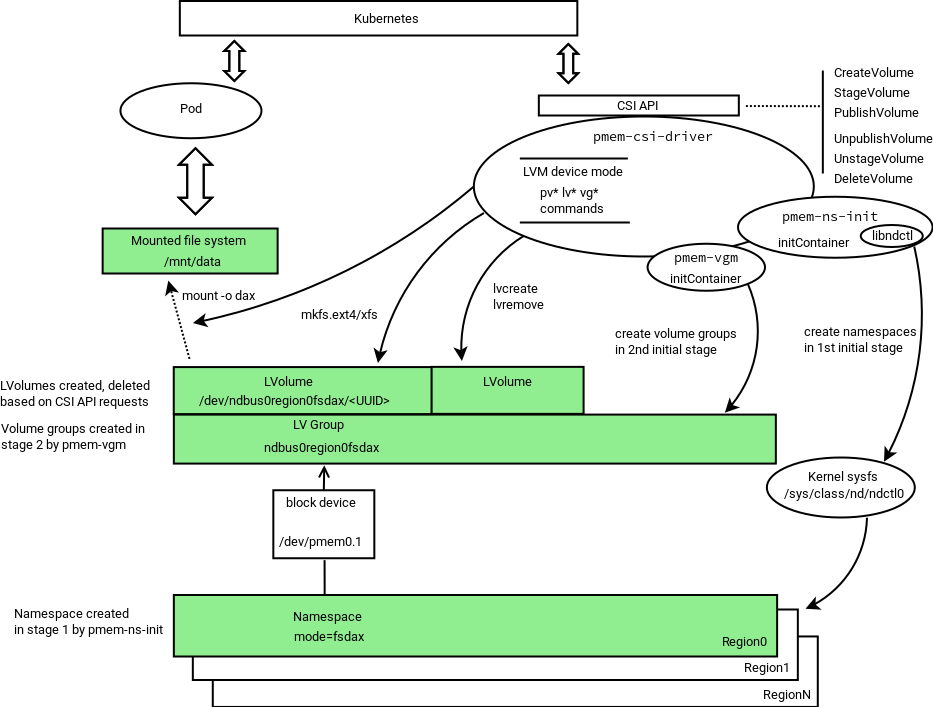 Kubernetes
Pod
CSI API
CreateVolume
StageVolume
PublishVolume
UnpublishVolume
UnstageVolume
DeleteVolume
pmem-csi-driver
LVM device mode
pv* lv* vg*
commands
pmem-ns-init
initContainer
libndctl
pmem-vgm
initContainer
Mounted file system
/mnt/data
mount -o dax
mkfs.ext4/xfs
lvcreate
lvremove
create volume groups
in 2nd initial stage
create namespaces
in 1st initial stage
LVolumes created, deleted
based on CSI API requests
LVolume
/dev/ndbus0region0fsdax/<UUID>
LVolume
Volume groups created in
stage 2 by pmem-vgm
LV Group
ndbus0region0fsdax
Kernel sysfs
/sys/class/nd/ndctl0
block device
/dev/pmem0.1
Namespace created
in stage 1 by pmem-ns-init
Namespace
mode=fsdax
Region0
Region1
RegionN